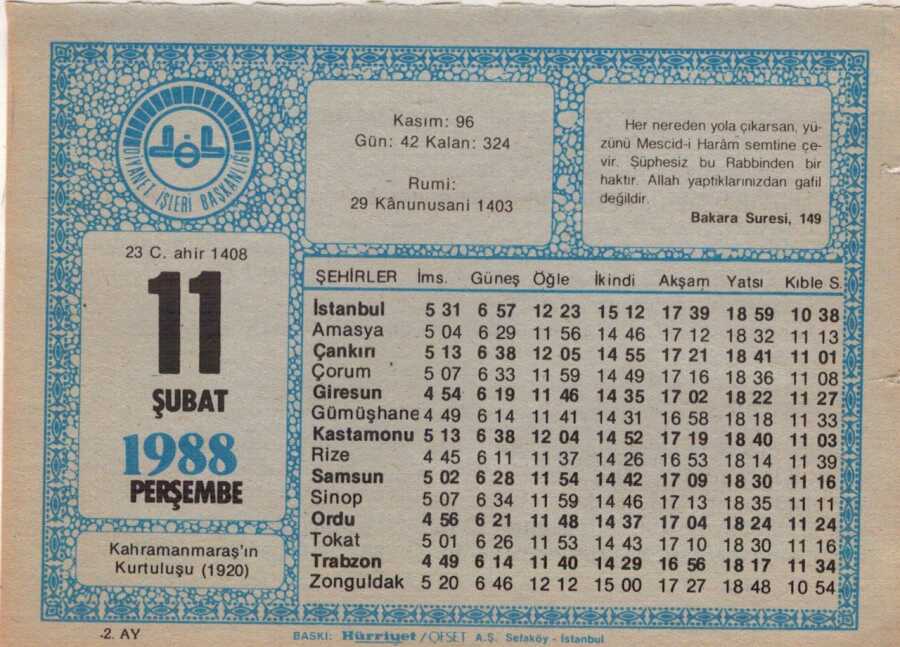 DİYANET İŞLERİ BAŞKANLIĞI
Kasım: 96
Gün: 42 Kalan: 324
Rumi:
29 Kânunusani 1403
Her nereden yola çıkarsan, yü-
zünü Mescid-i Harâm semtine çe-
vir. Şüphesiz bu Rabbinden bir
haktır. Allah yaptıklarınızdan gafil
değildir.
Bakara Suresi, 149
23 C. ahir 1408
11
ŞUBAT
1988
PERŞEMBE
Kahramanmaraş'ın
Kurtuluşu (1920)
ŞEHİRLER İms. Güneş Öğle İkindi Akşam Yatsı Kıble S.
İstanbul 5 31 6 57 12 23 15 12 17 39 18 59 10 38
Amasya 5 04 6 29 11 56 14 46 17 12 18 32 11 13
Çankırı 5 13 6 38 12 05 14 55 17 21 18 41 11 01
Çorum 5 07 6 33 11 59 14 49 17 16 18 36 11 08
Giresun 4 54 6 19 11 46 14 35 17 02 18 22 11 27
Gümüşhane 4 49 6 14 11 41 14 31 16 58 18 18 11 33
Kastamonu 5 13 6 38 12 04 14 52 17 19 18 40 11 03
Rize 4 45 6 11 11 37 14 26 16 53 18 14 11 39
Samsun 5 02 6 28 11 54 14 42 17 09 18 30 11 16
Sinop 5 07 6 34 11 59 14 46 17 13 18 35 11 11
Ordu 4 56 6 21 11 48 14 37 17 04 18 24 11 24
Tokat 5 01 6 26 11 53 14 43 17 10 18 30 11 16
Trabzon 4 49 6 14 11 40 14 29 16 56 18 17 11 34
Zonguldak 5 20 6 46 12 12 15 00 17 27 18 48 10 54
2. AY
BASKI: Hürriyet / OFSET A.Ş. Sefaköy - İstanbul